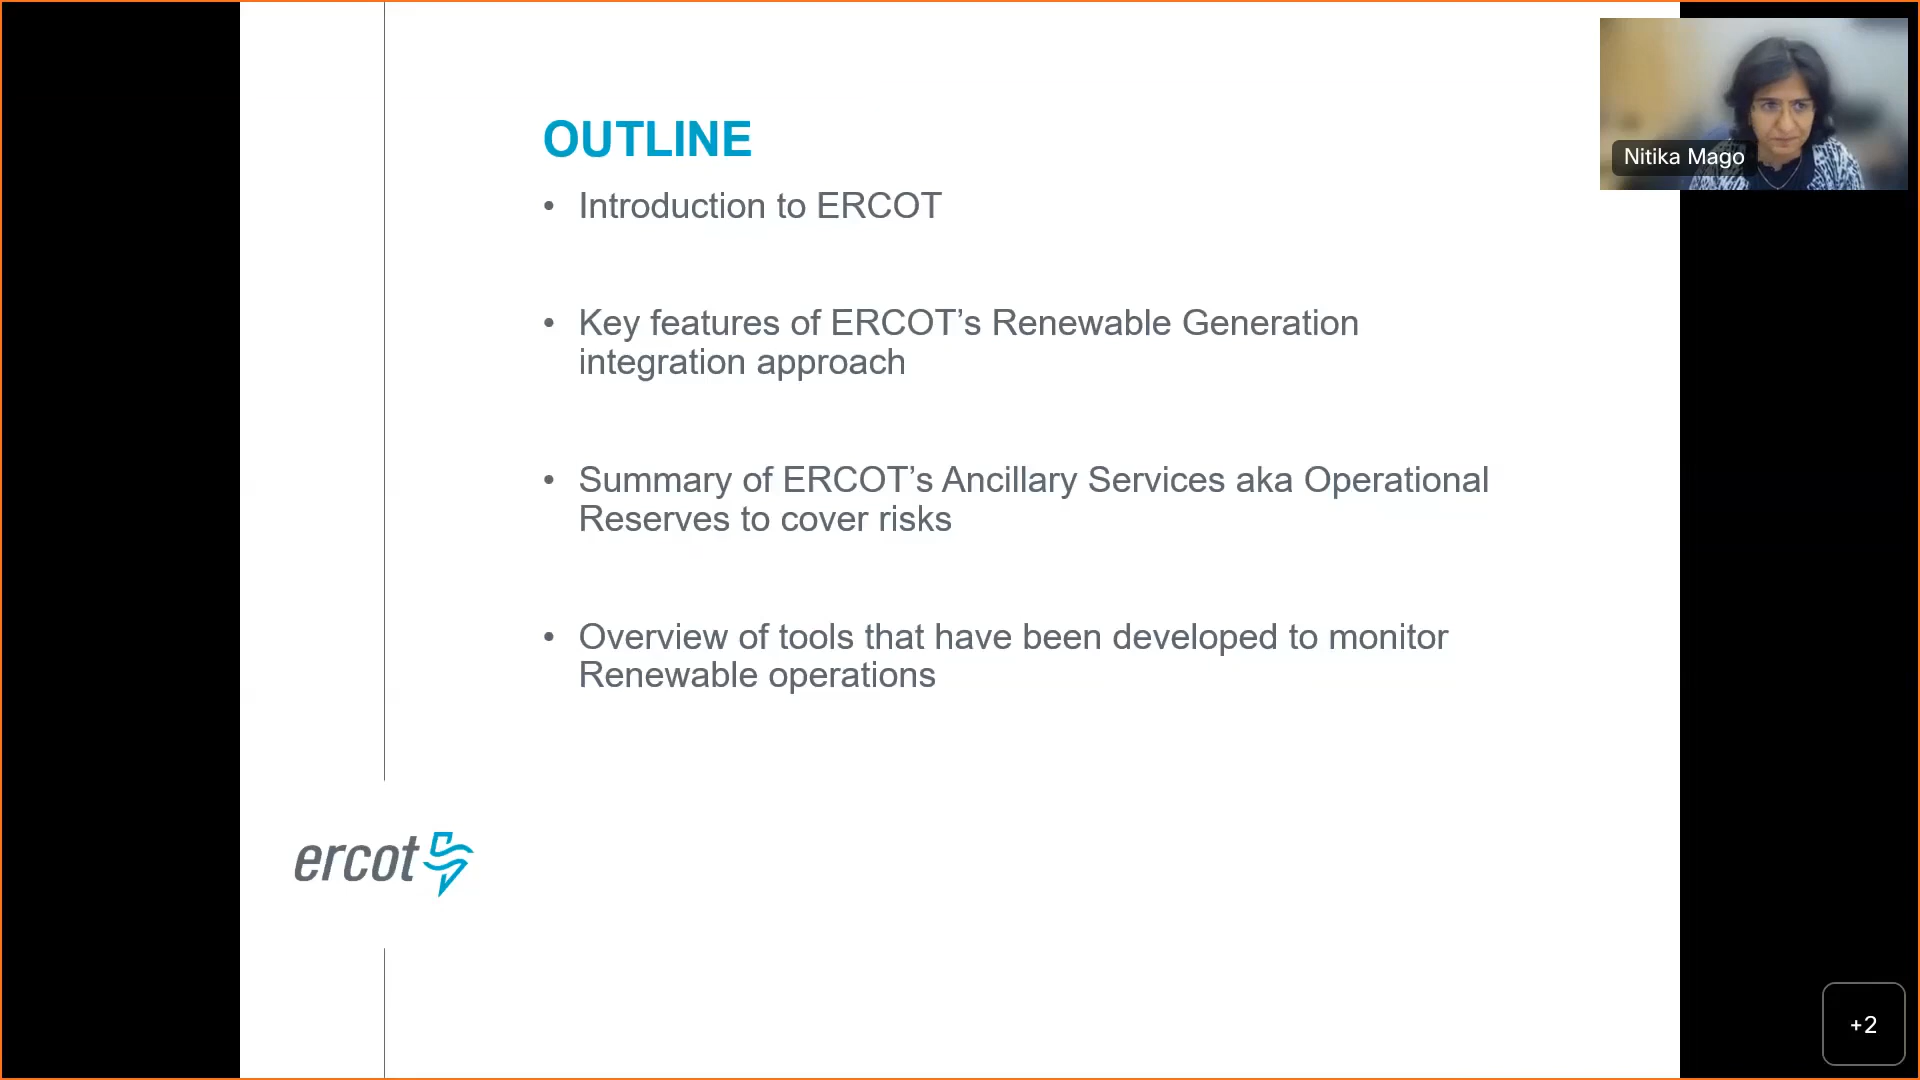 OUTLINE
• Introduction to ERCOT
• Key features of ERCOT’s Renewable Generation
integration approach
• Summary of ERCOT’s Ancillary Services aka Operational
Reserves to cover risks
• Overview of tools that have been developed to monitor
Renewable operations
ercot
Nitika Mago
+2